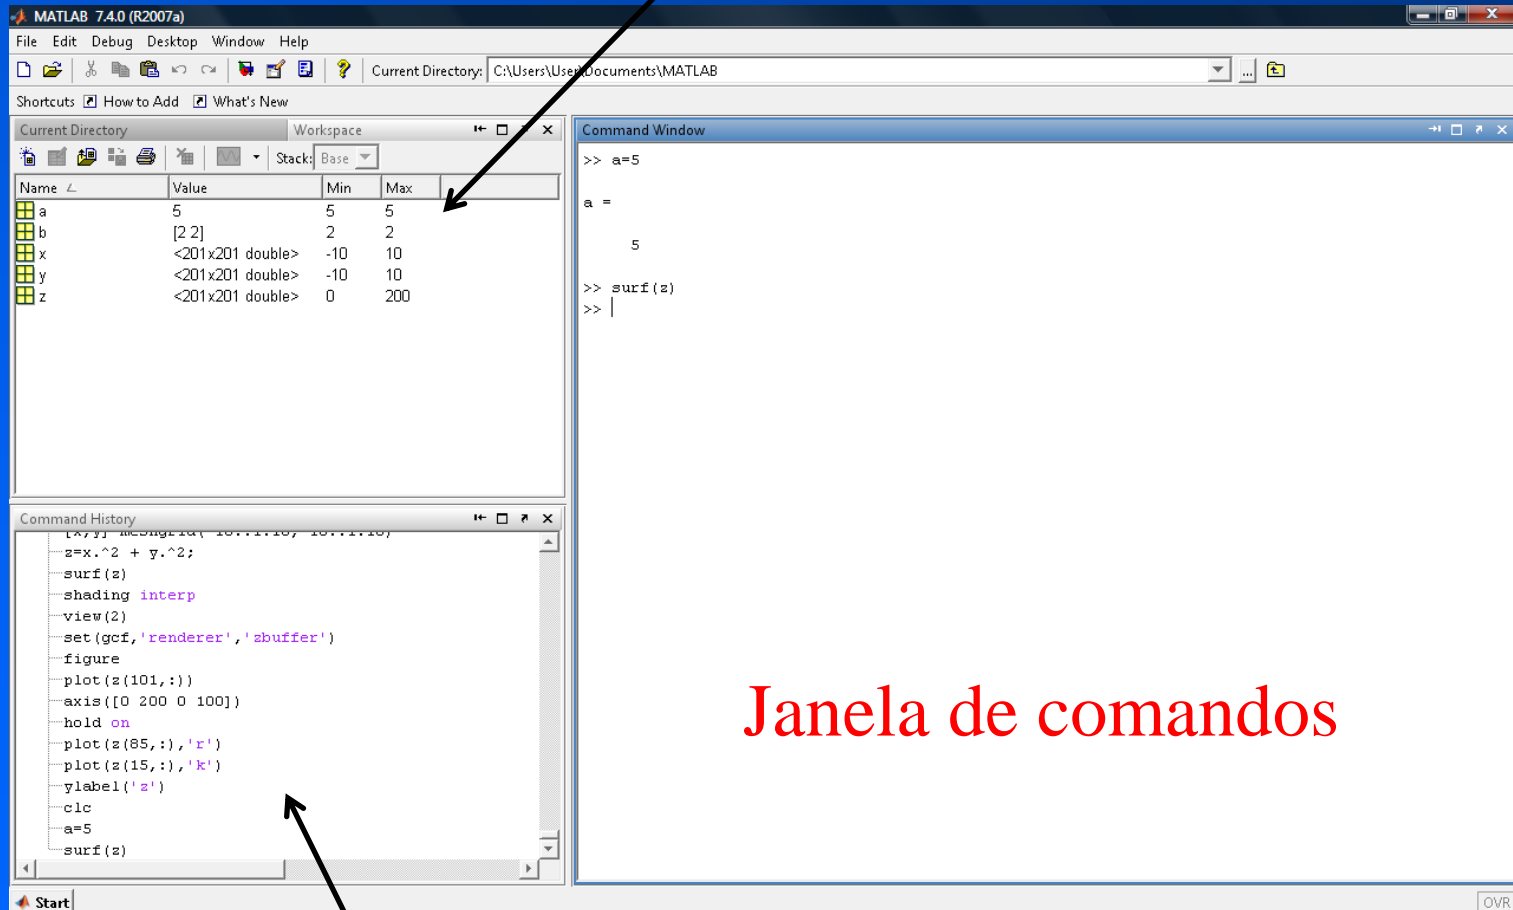 MATLAB 7.4.0 (R2007a)
File Edit Debug Desktop Window Help
Current Directory: C:\Users\User\Documents\MATLAB
...
Shortcuts How to Add What's New
Current Directory Workspace
Stack: Base
Name Value Min Max
a 5 5 5
b [2 2] 2 2
x <201x201 double> -10 10
y <201x201 double> -10 10
z <201x201 double> 0 200
Command History
z=x.^2 + y.^2;
surf(z)
shading interp
view(2)
set(gcf,'renderer','zbuffer')
figure
plot(z(101,:))
axis([0 200 0 100])
hold on
plot(z(85,:),'r')
plot(z(15,:),'k')
ylabel('z')
clc
a=5
surf(z)
Command Window
>> a=5
a =
5
>> surf(z)
>>
Janela de comandos
Start
OVR